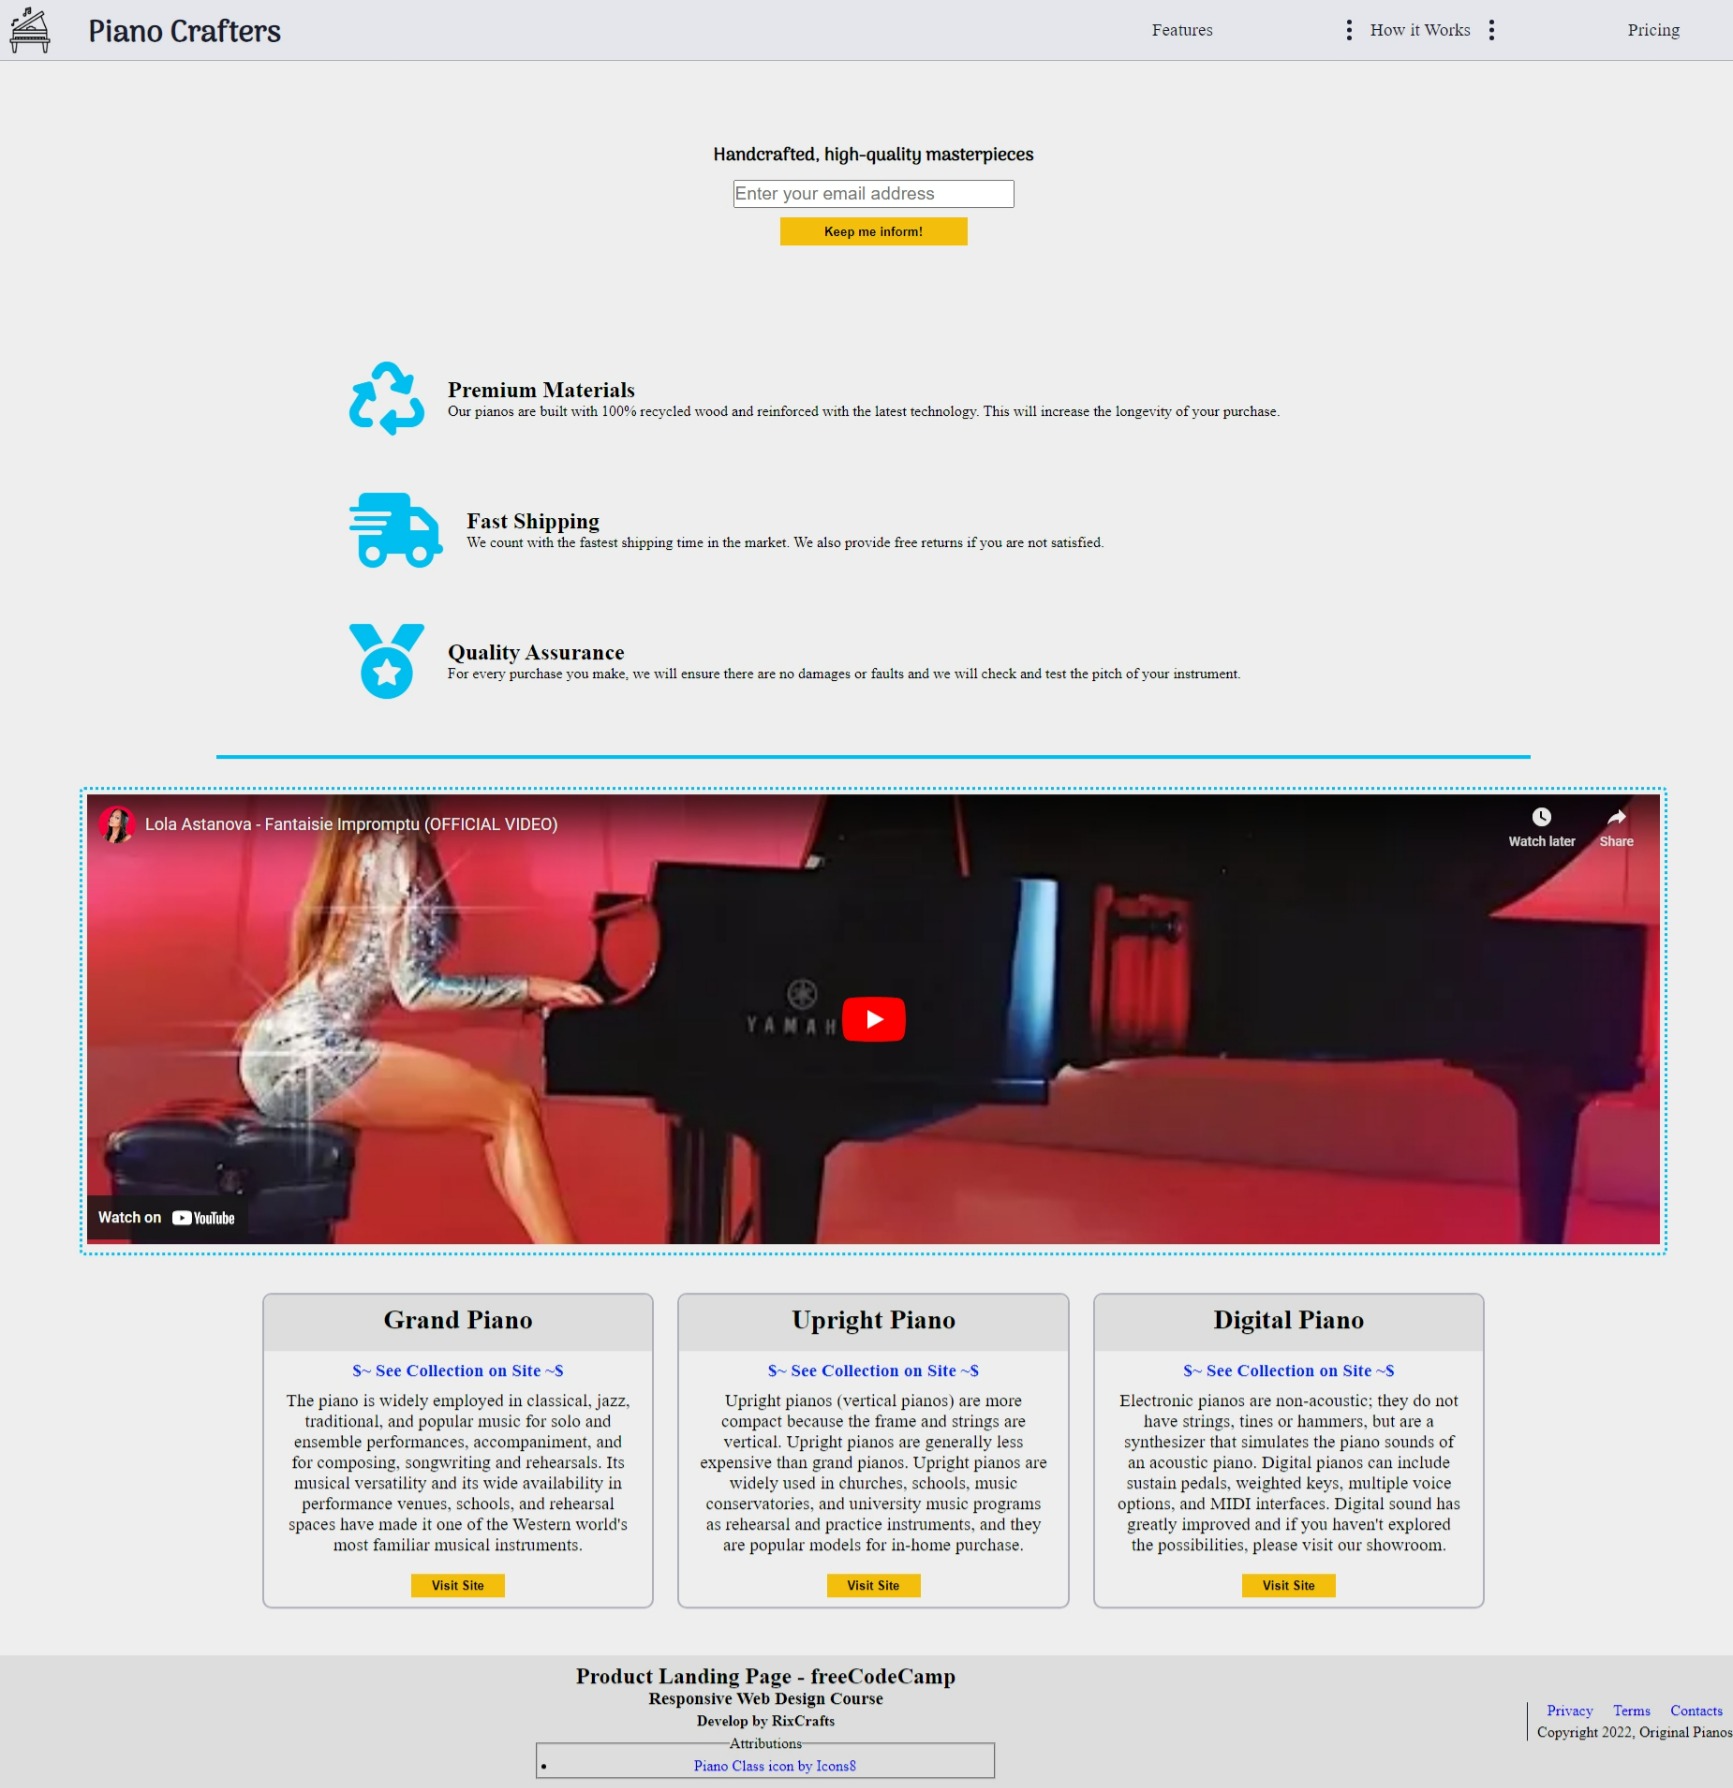 Piano Crafters
Features
How it Works
Pricing
Handcrafted, high-quality masterpieces
Enter your email address
Keep me inform!
Premium Materials
Our pianos are built with 100% recycled wood and reinforced with the latest technology. This will increase the longevity of your purchase.
Fast Shipping
We count with the fastest shipping time in the market. We also provide free returns if you are not satisfied.
Quality Assurance
For every purchase you make, we will ensure there are no damages or faults and we will check and test the pitch of your instrument.
Lola Astanova - Fantaisie Impromptu (OFFICIAL VIDEO)
Watch later
Share
YAMAH
Watch on YouTube
Grand Piano
$~ See Collection on Site ~$
The piano is widely employed in classical, jazz,
traditional, and popular music for solo and
ensemble performances, accompaniment, and
for composing, songwriting and rehearsals. Its
musical versatility and its wide availability in
performance venues, schools, and rehearsal
spaces have made it one of the Western world's
most familiar musical instruments.
Visit Site
Upright Piano
$~ See Collection on Site ~$
Upright pianos (vertical pianos) are more
compact because the frame and strings are
vertical. Upright pianos are generally less
expensive than grand pianos. Upright pianos are
widely used in churches, schools, music
conservatories, and university music programs
as rehearsal and practice instruments, and they
are popular models for in-home purchase.
Visit Site
Digital Piano
$~ See Collection on Site ~$
Electronic pianos are non-acoustic; they do not
have strings, tines or hammers, but are a
synthesizer that simulates the piano sounds of
an acoustic piano. Digital pianos can include
sustain pedals, weighted keys, multiple voice
options, and MIDI interfaces. Digital sound has
greatly improved and if you haven't explored
the possibilities, please visit our showroom.
Visit Site
Product Landing Page - freeCodeCamp
Responsive Web Design Course
Develop by RixCrafts
Attributions
Piano Class icon by Icons8
Privacy Terms Contacts
Copyright 2022, Original Pianos